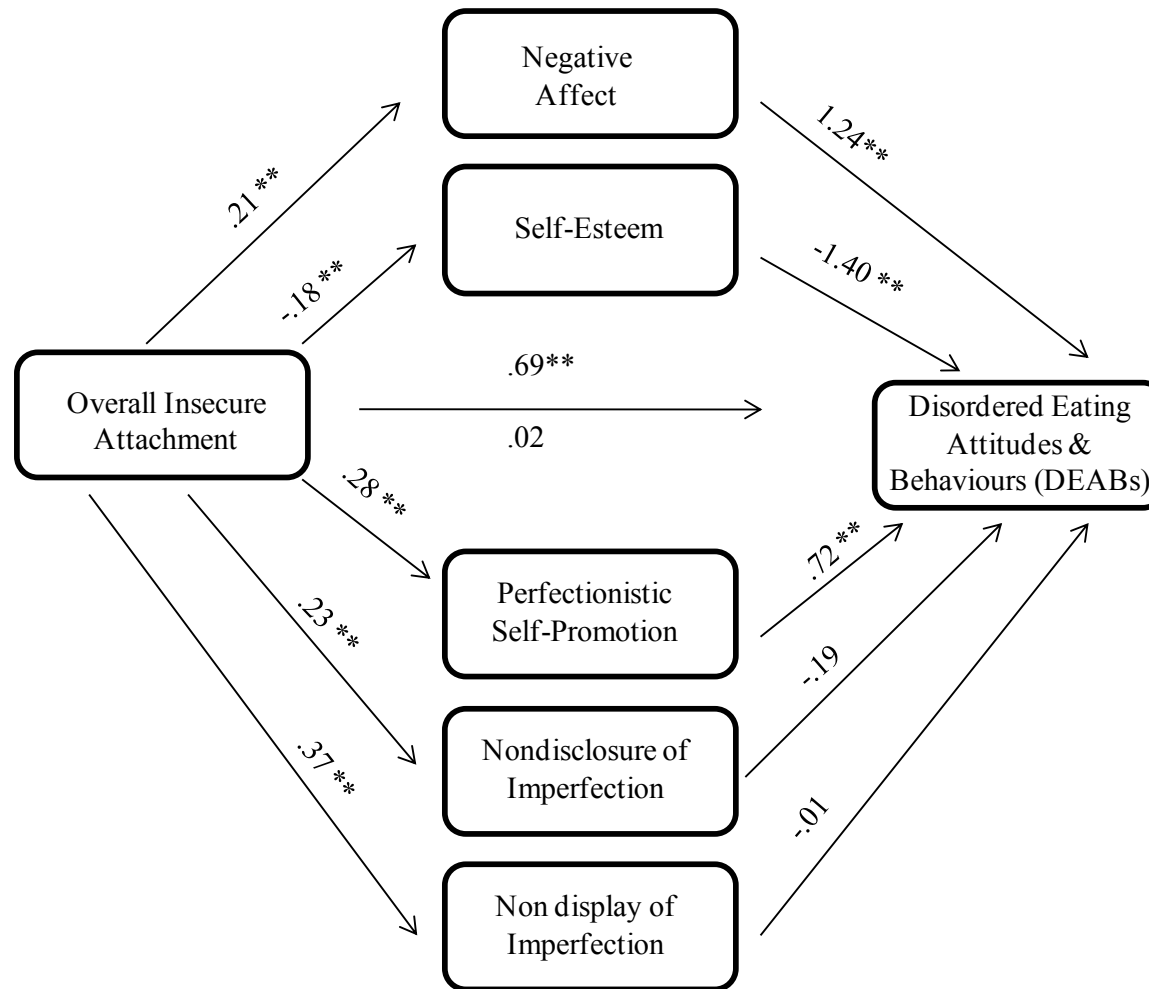 Negative
Affect
1.24**
.21 **
Self-Esteem
-1.40 **
-.18 **
.69**
Overall Insecure
Attachment
.02
Disordered Eating
Attitudes &
Behaviours (DEABs)
.28 **
.72 **
Perfectionistic
Self-Promotion
.23 **
-.19
Nondisclosure of
Imperfection
.37 **
-.01
Non display of
Imperfection